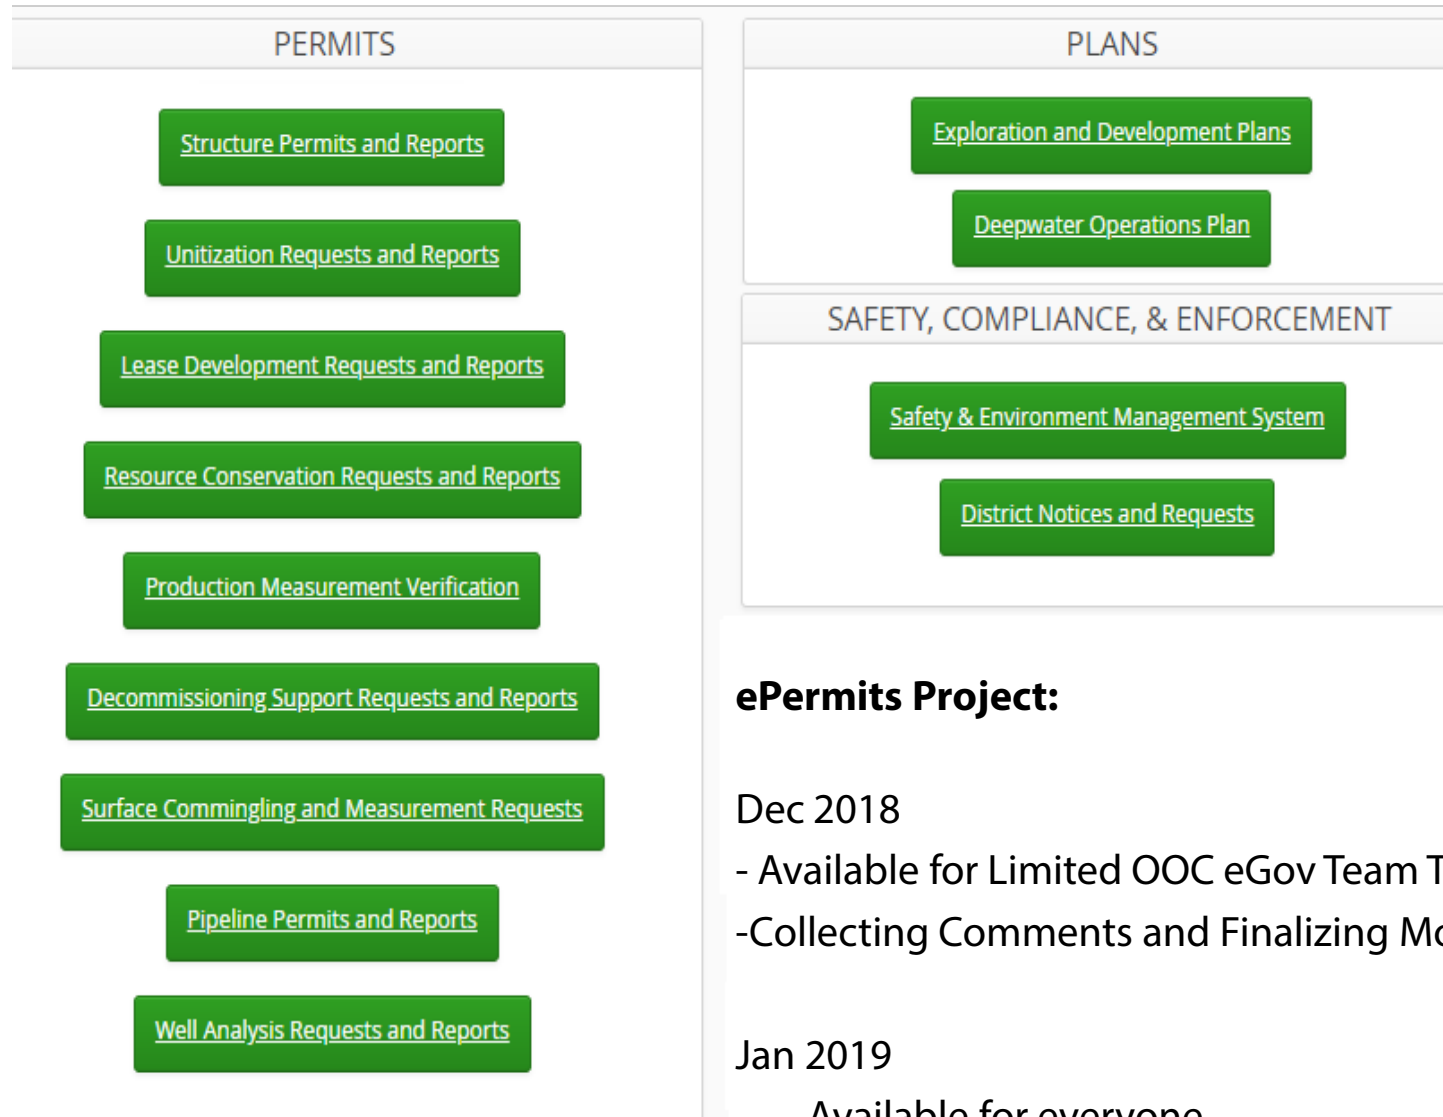 PERMITS
Structure Permits and Reports
Unitization Requests and Reports
Lease Development Requests and Reports
Resource Conservation Requests and Reports
Production Measurement Verification
Decommissioning Support Requests and Reports
Surface Commingling and Measurement Requests
Pipeline Permits and Reports
Well Analysis Requests and Reports
PLANS
Exploration and Development Plans
Deepwater Operations Plan
SAFETY, COMPLIANCE, & ENFORCEMENT
Safety & Environment Management System
District Notices and Requests
ePermits Project:
Dec 2018
- Available for Limited OOC eGov Team
-Collecting Comments and Finalizing
Jan 2019
Available for everyone